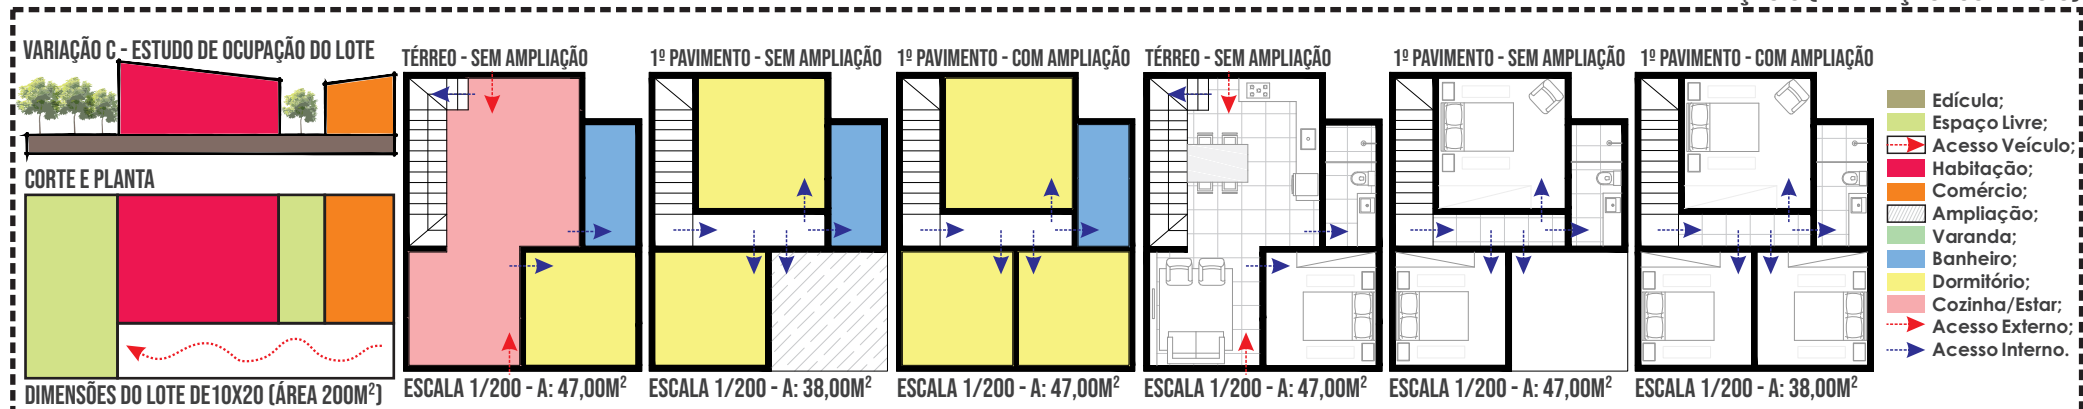 VARIAÇÃO C - ESTUDO DE OCUPAÇÃO DO LOTE
CORTE E PLANTA
DIMENSÕES DO LOTE DE10X20 (ÁREA 200M²)
TÉRREO - SEM AMPLIAÇÃO
ESCALA 1/200 - A: 47,00M²
1º PAVIMENTO - SEM AMPLIAÇÃO
ESCALA 1/200 - A: 38,00M²
1º PAVIMENTO - COM AMPLIAÇÃO
ESCALA 1/200 - A: 47,00M²
TÉRREO - SEM AMPLIAÇÃO
ESCALA 1/200 - A: 47,00M²
1º PAVIMENTO - SEM AMPLIAÇÃO
ESCALA 1/200 - A: 47,00M²
1º PAVIMENTO - COM AMPLIAÇÃO
ESCALA 1/200 - A: 38,00M²
Edícula;
Espaço Livre;
Acesso Veículo;
Habitação;
Comércio;
Ampliação;
Varanda;
Banheiro;
Dormitório;
Cozinha/Estar;
Acesso Externo;
Acesso Interno.